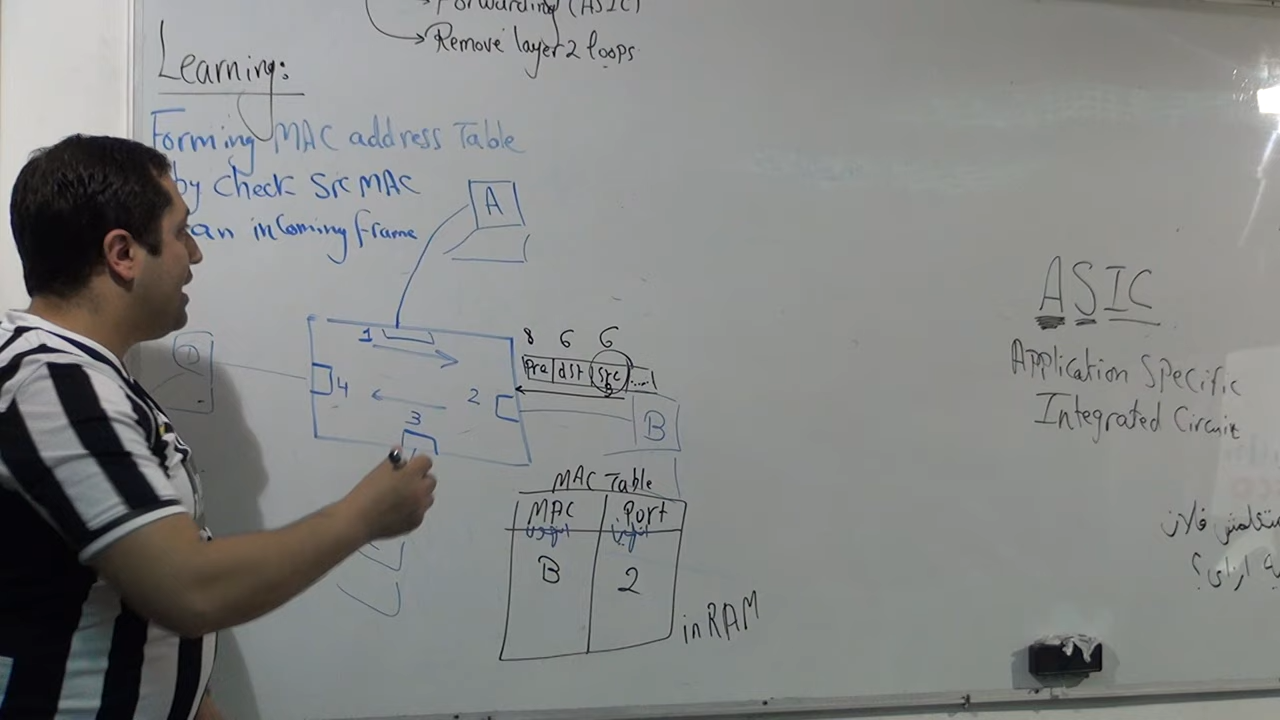 Forwarding (ASIC)
Remove layer 2 loops
Learning:
Forming MAC address Table
by check Src MAC
an incoming frame
A
1
8 6 6
Pre dst Src ....
B
D
4
2
3
B
MAC Table
MAC Port
B 2
in RAM
ASIC
Application Specific
Integrated Circuit
فلان
ازای؟